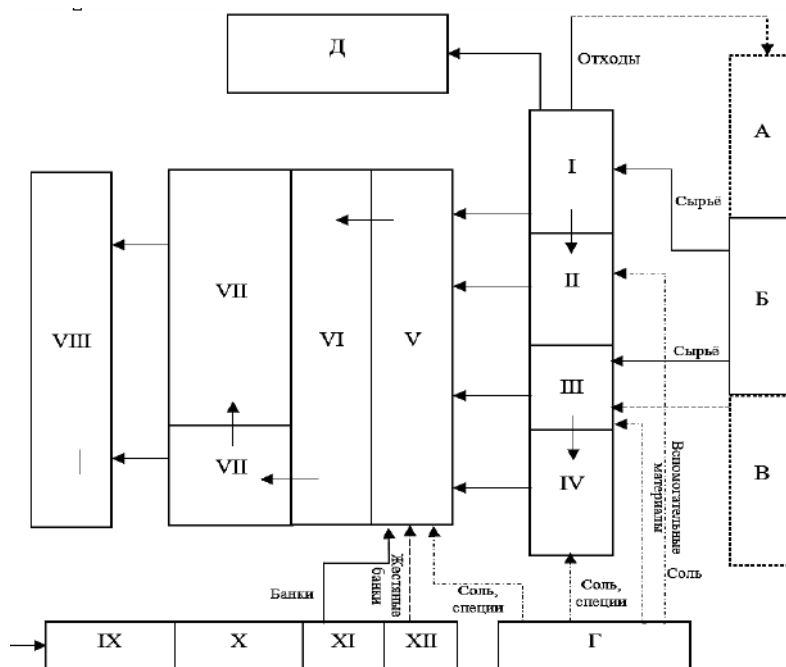 Д
Отходы
А
I
Сырьё
II
Б
VII
VI
V
VIII
Сырьё
III
VII
IV
В
Вспомогательные
материалы
Соль
Жестяные
банки
Банки
Соль,
специи
Соль,
специи
IX
X
XI
XII
Г